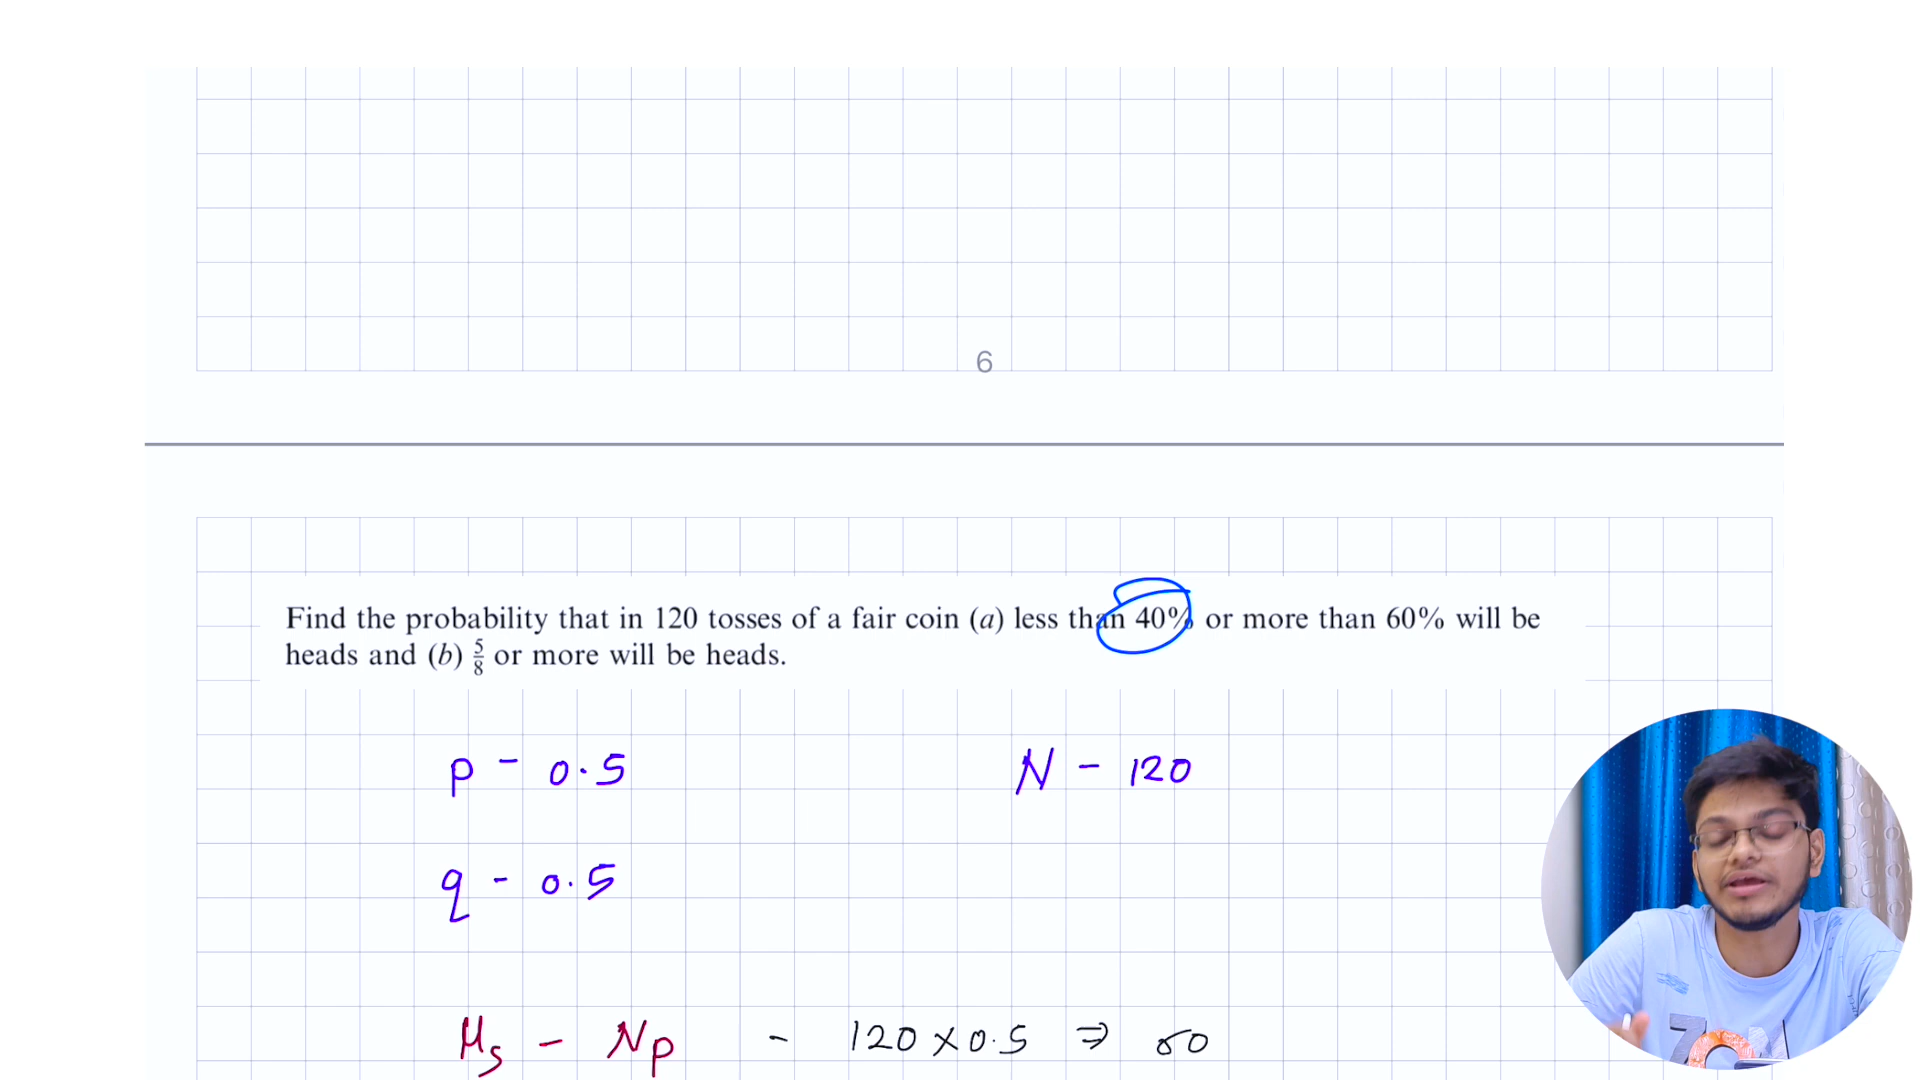 6
Find the probability that in 120 tosses of a fair coin (a) less than 40% or more than 60% will be
heads and (b) 5/8 or more will be heads.
p - 0.5 N - 120
q - 0.5
μs - Np - 120 × 0.5 ⇒ 60